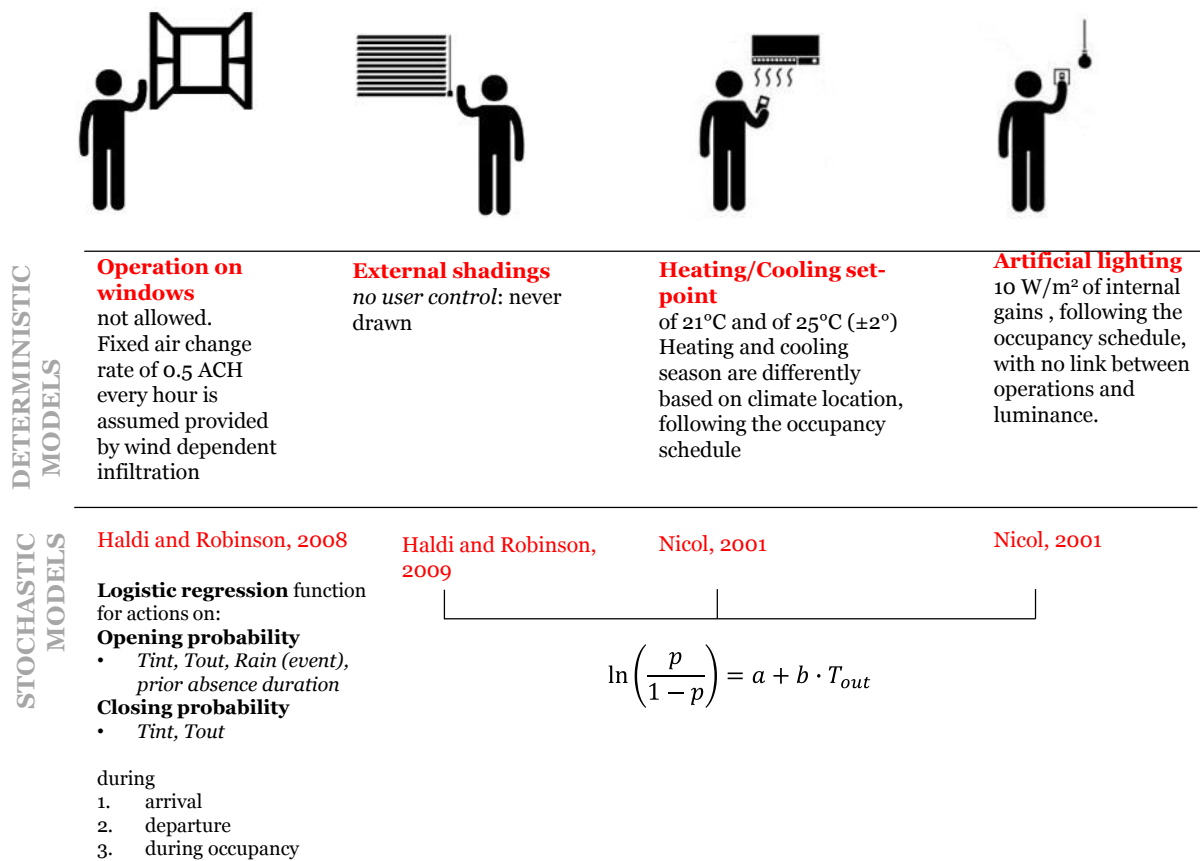 DETERMINISTIC
MODELS
Operation on
windows
not allowed.
Fixed air change
rate of 0.5 ACH
every hour is
assumed provided
by wind dependent
infiltration
External shadings
no user control: never
drawn
Heating/Cooling set-
point
of 21°C and of 25°C (±2°)
Heating and cooling
season are differently
based on climate location,
following the occupancy
schedule
Artificial lighting
10 W/m² of internal
gains , following the
occupancy schedule,
with no link between
operations and
luminance.
STOCHASTIC
MODELS
Haldi and Robinson, 2008
Logistic regression function
for actions on:
Opening probability
• Tint, Tout, Rain (event),
prior absence duration
Closing probability
• Tint, Tout
during
1. arrival
2. departure
3. during occupancy
Haldi and Robinson,
2009
Nicol, 2001
Nicol, 2001
ln(p/(1 − p)) = a + b · T_out